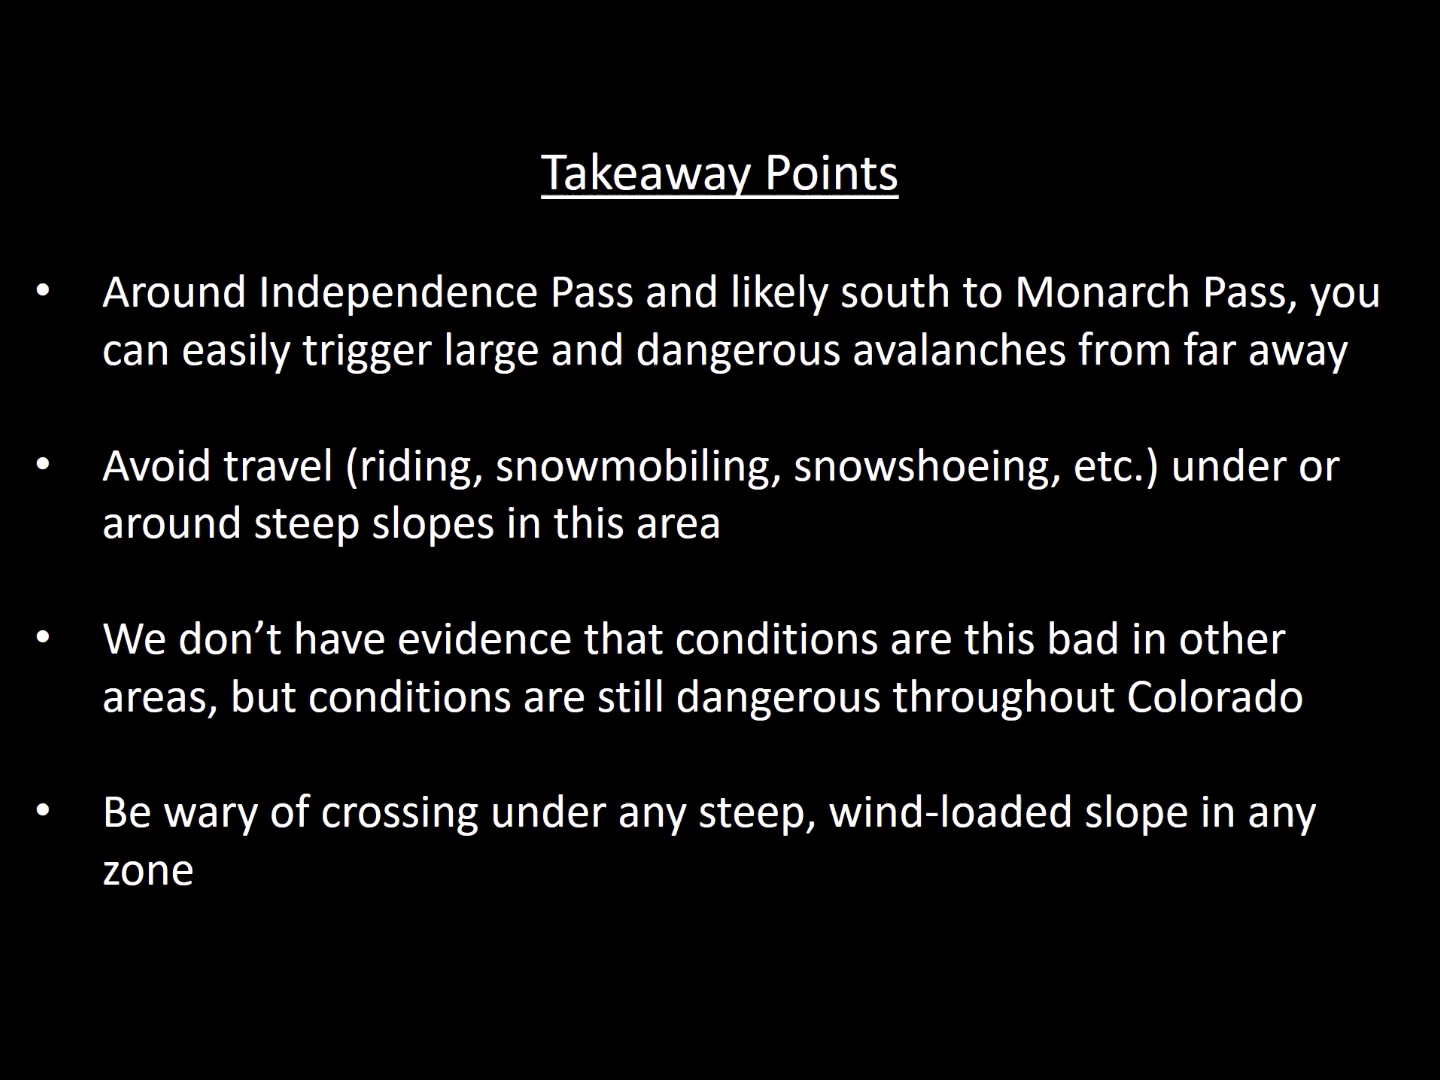 Takeaway Points
• Around Independence Pass and likely south to Monarch Pass, you
can easily trigger large and dangerous avalanches from far away
• Avoid travel (riding, snowmobiling, snowshoeing, etc.) under or
around steep slopes in this area
• We don’t have evidence that conditions are this bad in other
areas, but conditions are still dangerous throughout Colorado
• Be wary of crossing under any steep, wind-loaded slope in any
zone